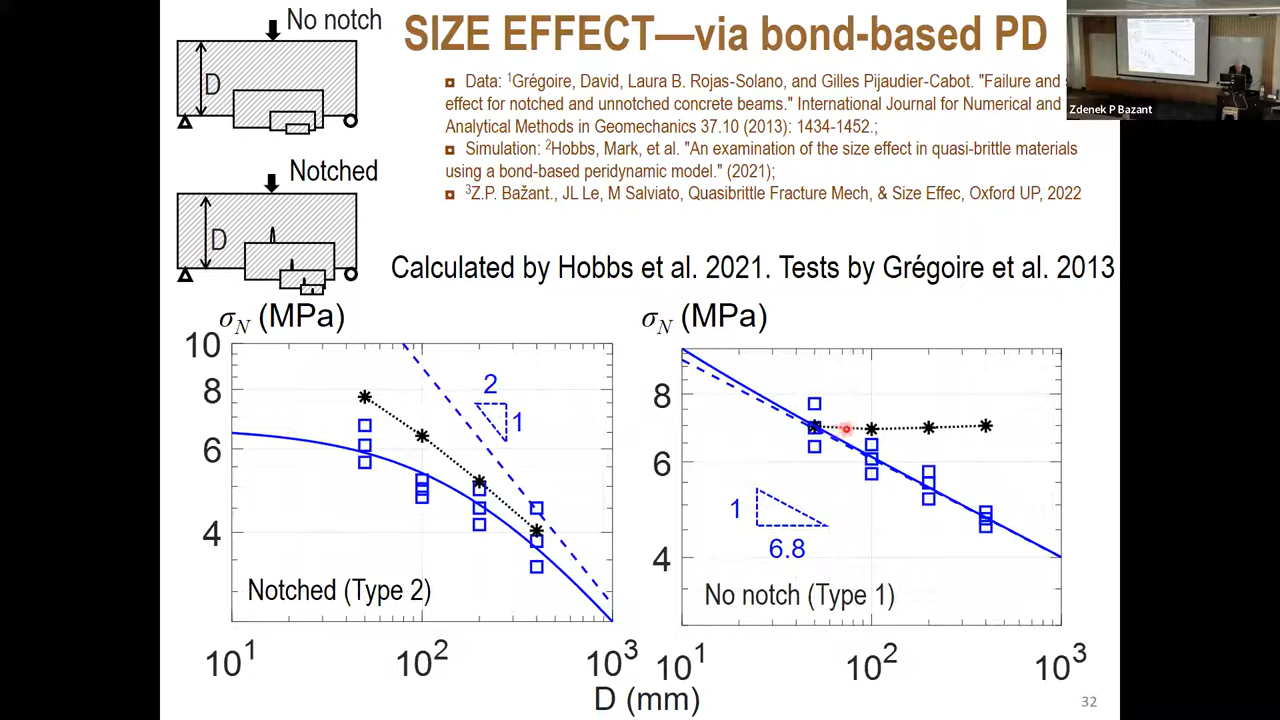 No notch
D
Notched
D
SIZE EFFECT—via bond-based PD
Data: ¹Grégoire, David, Laura B. Rojas-Solano, and Gilles Pijaudier-Cabot. "Failure and
effect for notched and unnotched concrete beams." International Journal for Numerical and
Analytical Methods in Geomechanics 37.10 (2013): 1434-1452.;
Simulation: ²Hobbs, Mark, et al. "An examination of the size effect in quasi-brittle materials
using a bond-based peridynamic model." (2021);
³Z.P. Bažant., JL Le, M Salviato, Quasibrittle Fracture Mech, & Size Effec, Oxford UP, 2022
Zdenek P Bazant
Calculated by Hobbs et al. 2021. Tests by Grégoire et al. 2013
σN (MPa)
10
8
6
4
2
1
Notched (Type 2)
10¹ 10² 10³
σN (MPa)
8
6
4
1
6.8
No notch (Type 1)
10¹ 10² 10³
D (mm)
32